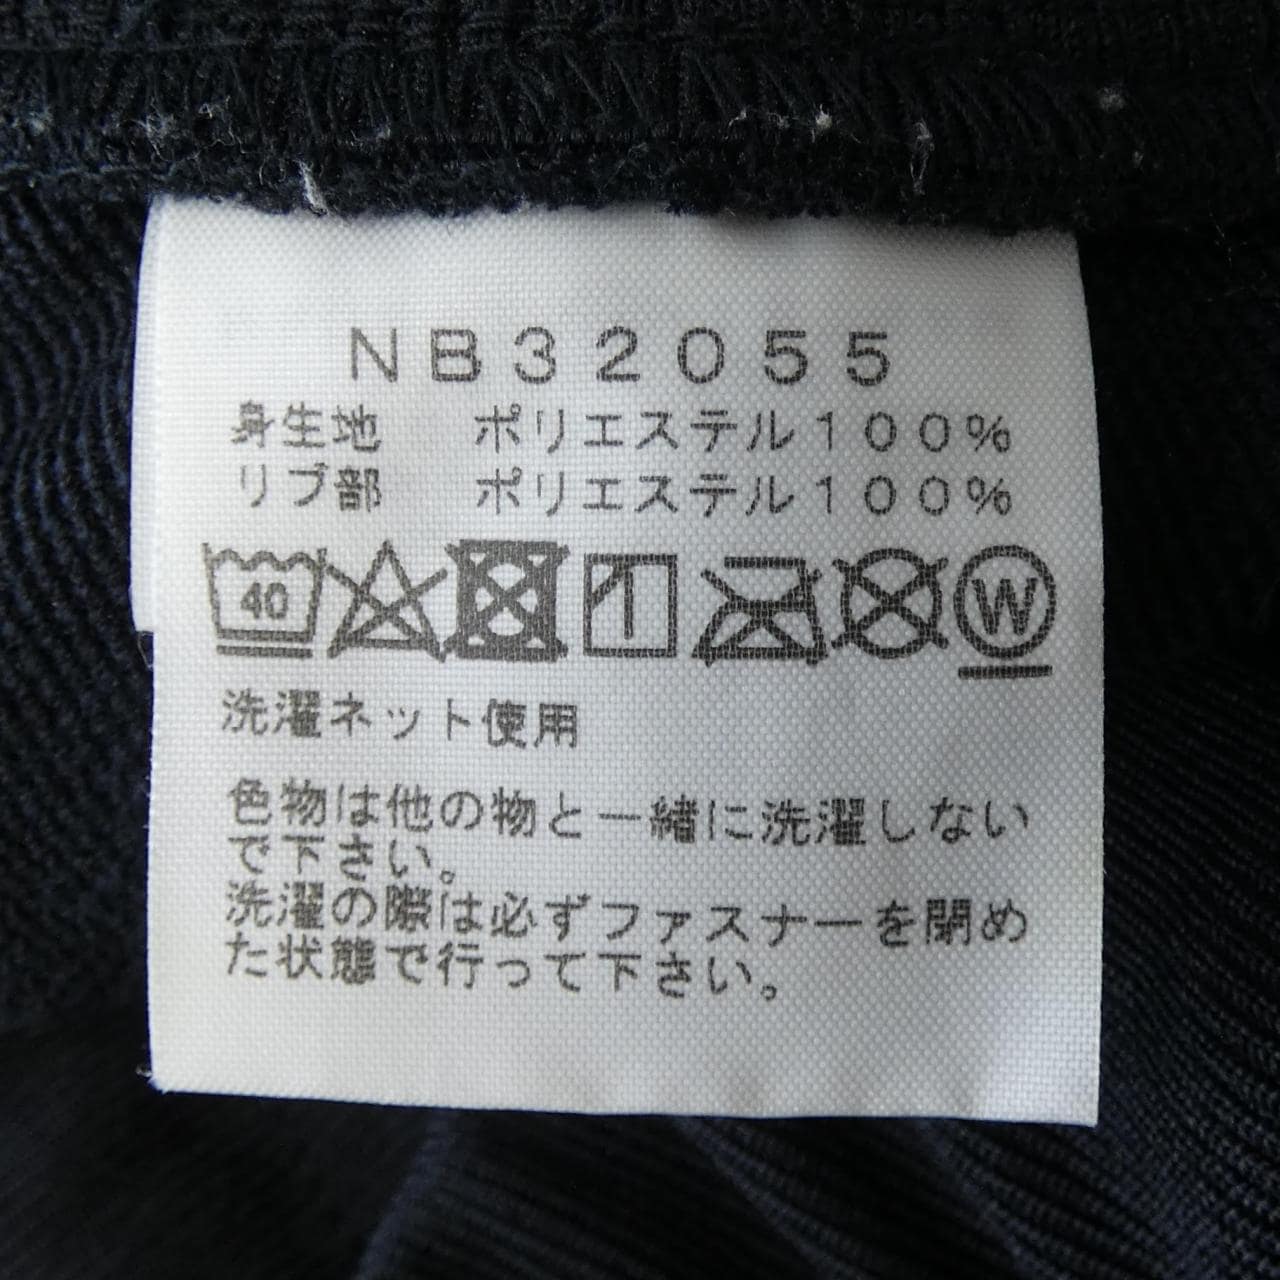 NB32055
身生地 ポリエステル100%
リブ部 ポリエステル100%
40 W
洗濯ネット使用
色物は他の物と一緒に洗濯しない
で下さい。
洗濯の際は必ずファスナーを閉め
た状態で行って下さい。